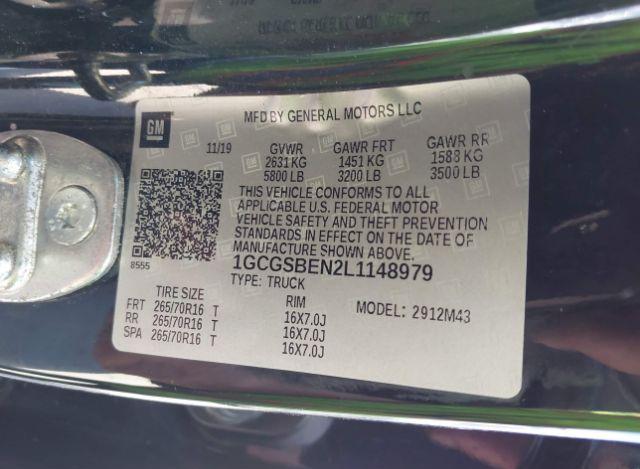 MFD BY GENERAL MOTORS LLC
GM
11/19 GVWR GAWR FRT GAWR RR
2631 KG 1451 KG 1588 KG
5800 LB 3200 LB 3500 LB
THIS VEHICLE CONFORMS TO ALL
APPLICABLE U.S. FEDERAL MOTOR
VEHICLE SAFETY AND THEFT PREVENTION
STANDARDS IN EFFECT ON THE DATE OF
MANUFACTURE SHOWN ABOVE.
8555
1GCGSBEN2L1148979
TYPE: TRUCK
TIRE SIZE RIM MODEL: 2912M43
FRT 265/70R16 T 16X7.0J
RR 265/70R16 T 16X7.0J
SPA 265/70R16 T 16X7.0J